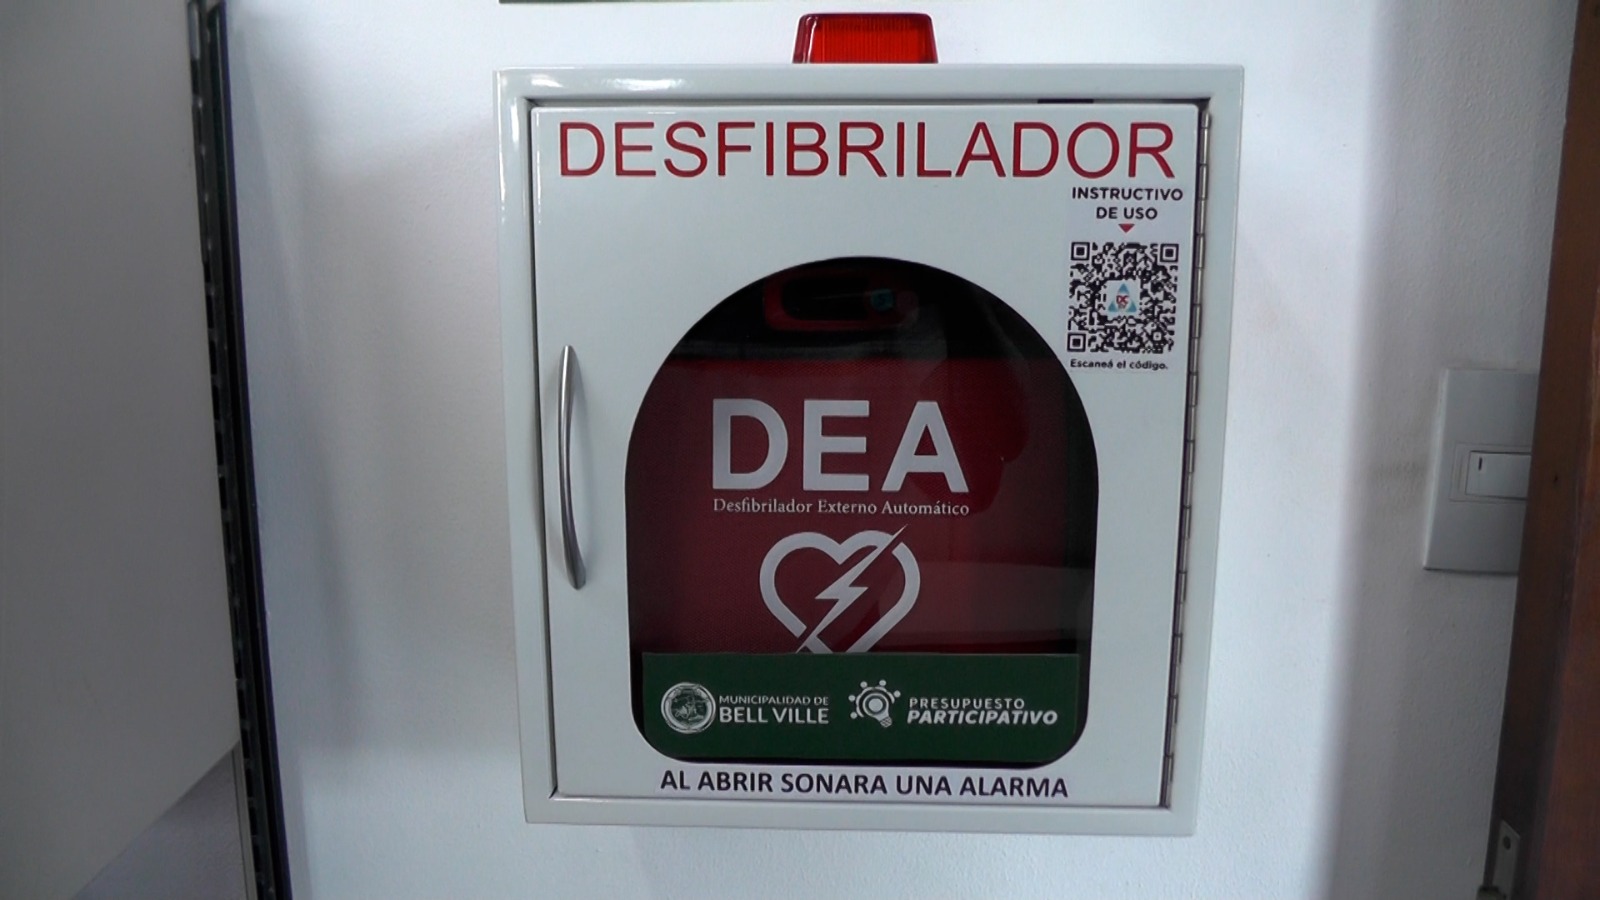 DESFIBRILADOR
INSTRUCTIVO
DE USO
DC
Escaneá el código.
DEA
Desfibrilador Externo Automático
MUNICIPALIDAD DE
BELL VILLE
PRESUPUESTO
PARTICIPATIVO
AL ABRIR SONARA UNA ALARMA